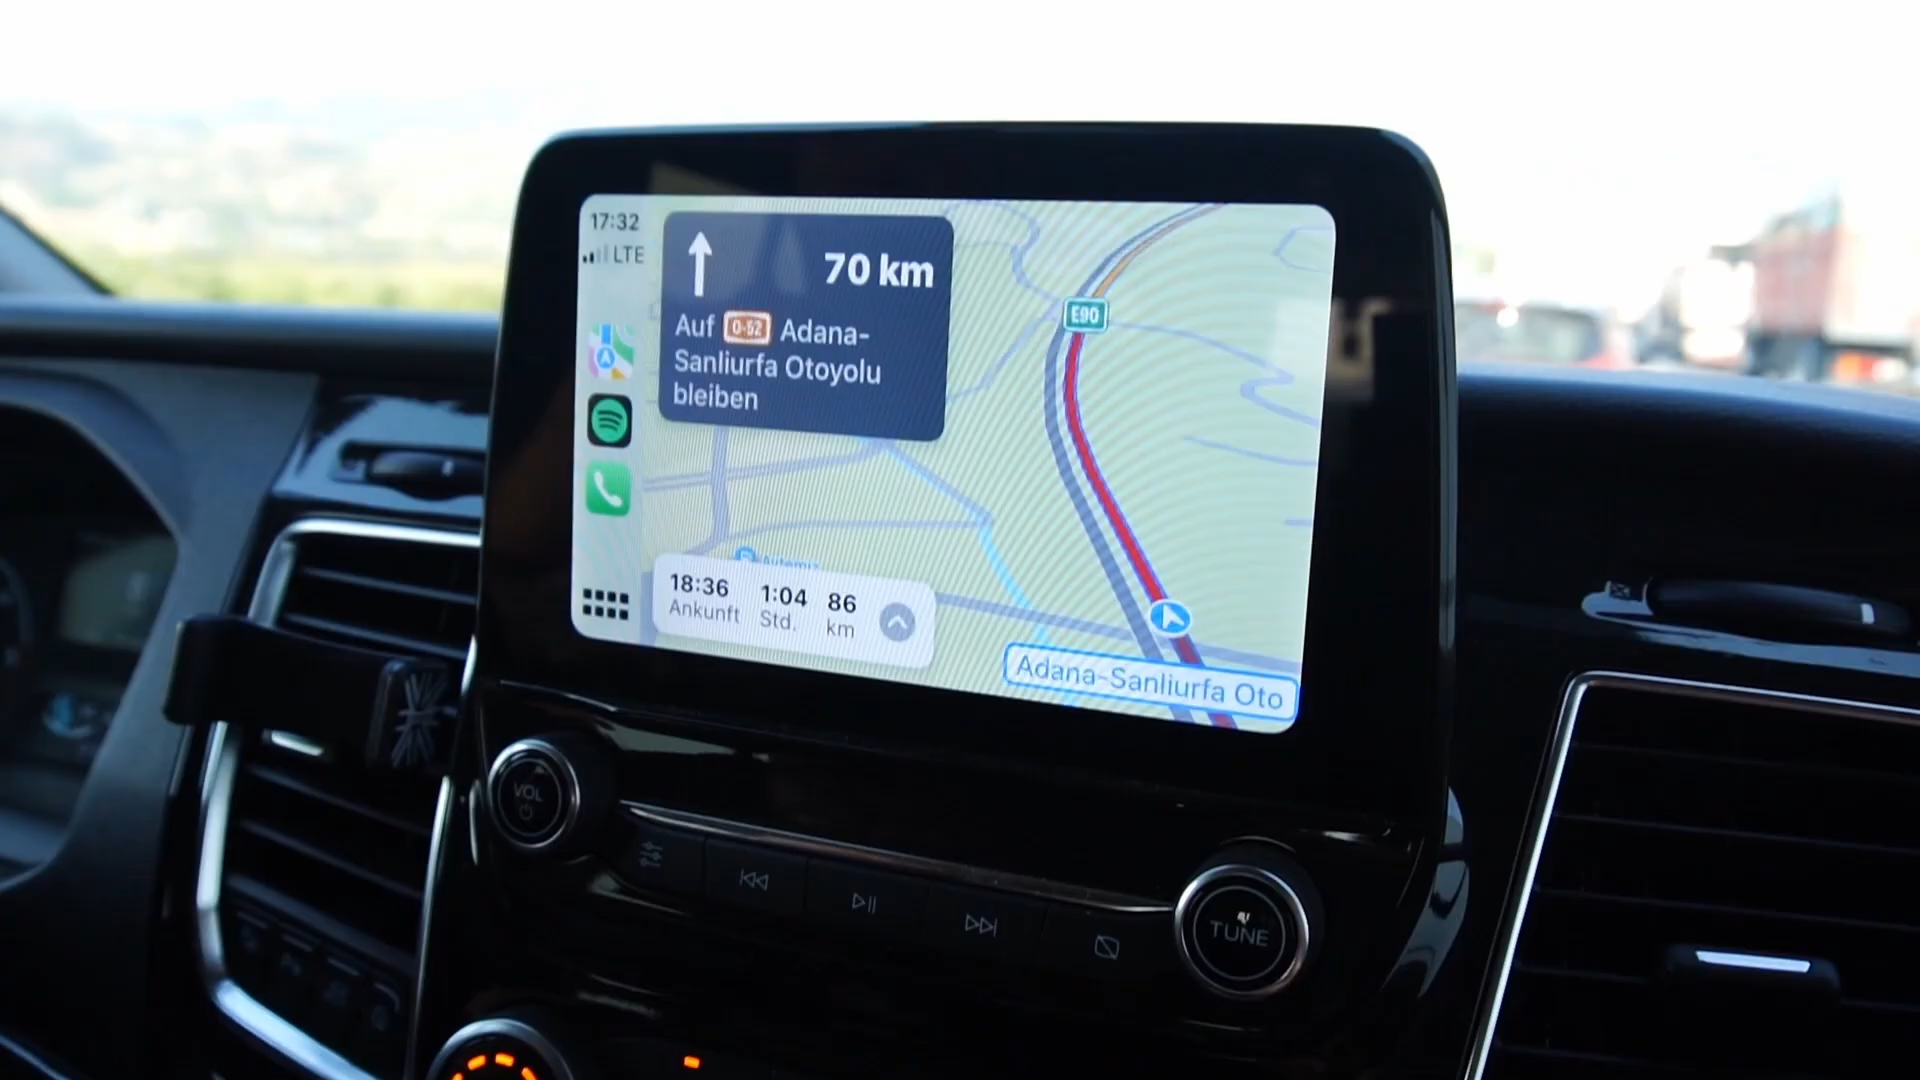 17:32
LTE
70 km
Auf O-52 Adana-
Sanliurfa Otoyolu
bleiben
E90
18:36 1:04 86
Ankunft Std. km
Adana-Sanliurfa Oto
VOL
TUNE